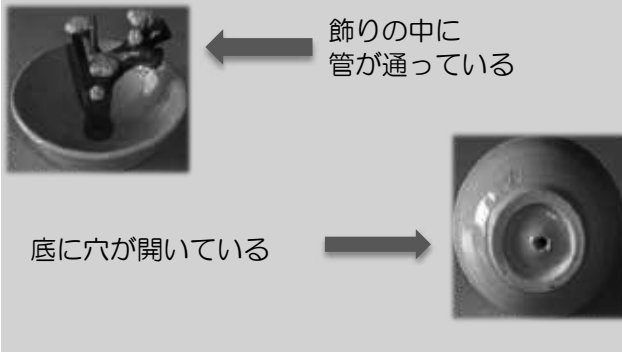 飾りの中に
管が通っている
底に穴が開いている